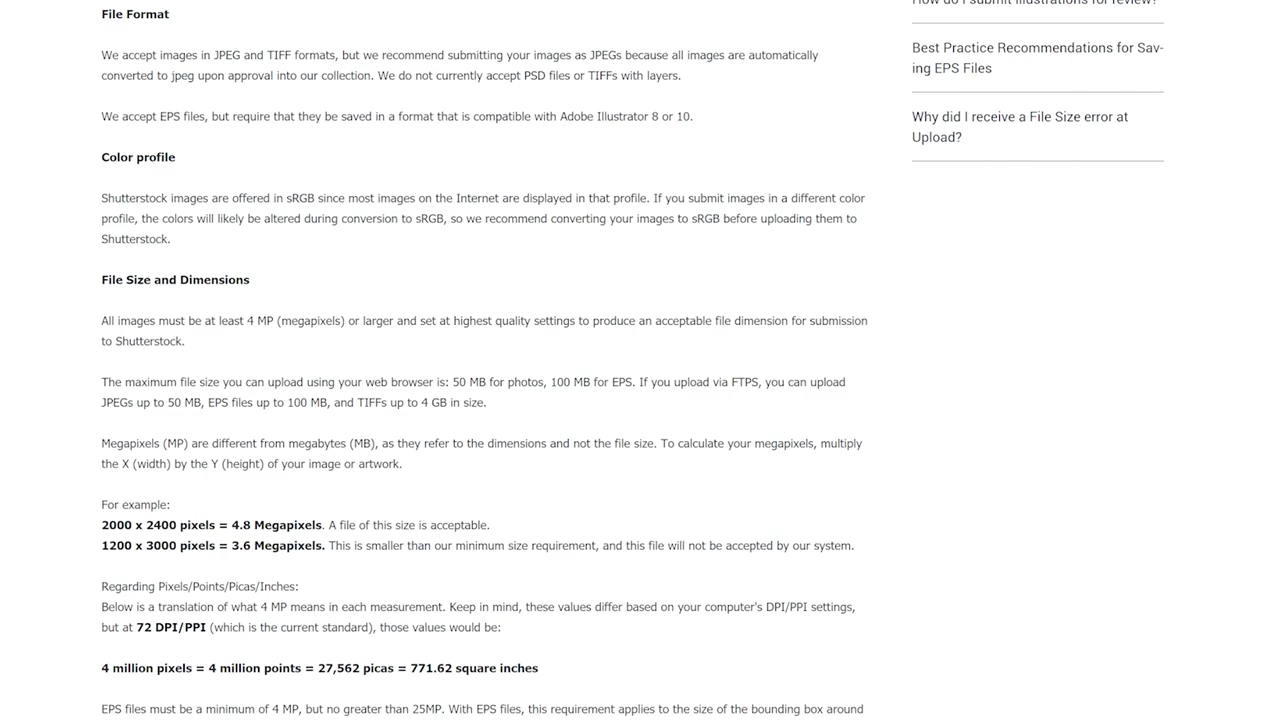 File Format
We accept images in JPEG and TIFF formats, but we recommend submitting your images as JPEGs because all images are automatically
converted to jpeg upon approval into our collection. We do not currently accept PSD files or TIFFs with layers.
We accept EPS files, but require that they be saved in a format that is compatible with Adobe Illustrator 8 or 10.
Color profile
Shutterstock images are offered in sRGB since most images on the Internet are displayed in that profile. If you submit images in a different color
profile, the colors will likely be altered during conversion to sRGB, so we recommend converting your images to sRGB before uploading them to
Shutterstock.
File Size and Dimensions
All images must be at least 4 MP (megapixels) or larger and set at highest quality settings to produce an acceptable file dimension for submission
to Shutterstock.
The maximum file size you can upload using your web browser is: 50 MB for photos, 100 MB for EPS. If you upload via FTPS, you can upload
JPEGs up to 50 MB, EPS files up to 100 MB, and TIFFs up to 4 GB in size.
Megapixels (MP) are different from megabytes (MB), as they refer to the dimensions and not the file size. To calculate your megapixels, multiply
the X (width) by the Y (height) of your image or artwork.
For example:
2000 x 2400 pixels = 4.8 Megapixels. A file of this size is acceptable.
1200 x 3000 pixels = 3.6 Megapixels. This is smaller than our minimum size requirement, and this file will not be accepted by our system.
Regarding Pixels/Points/Picas/Inches:
Below is a translation of what 4 MP means in each measurement. Keep in mind, these values differ based on your computer's DPI/PPI settings,
but at 72 DPI/PPI (which is the current standard), those values would be:
4 million pixels = 4 million points = 27,562 picas = 771.62 square inches
EPS files must be a minimum of 4 MP, but no greater than 25MP. With EPS files, this requirement applies to the size of the bounding box around
How do I submit illustrations for review?
Best Practice Recommendations for Sav-
ing EPS Files
Why did I receive a File Size error at
Upload?